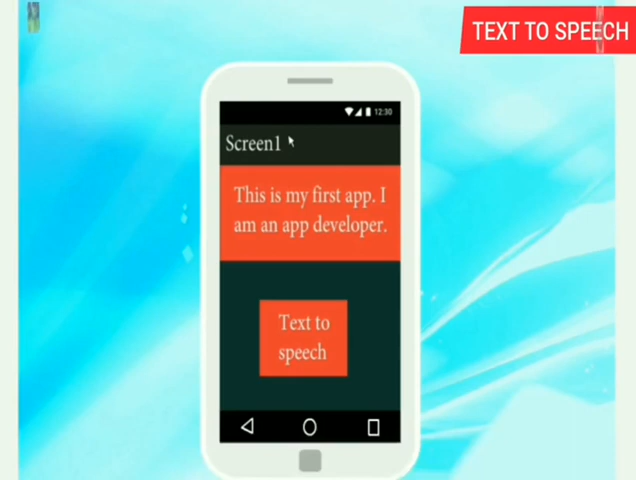 TEXT TO SPEECH
12:30
Screen1
This is my first app. I
am an app developer.
Text to
speech